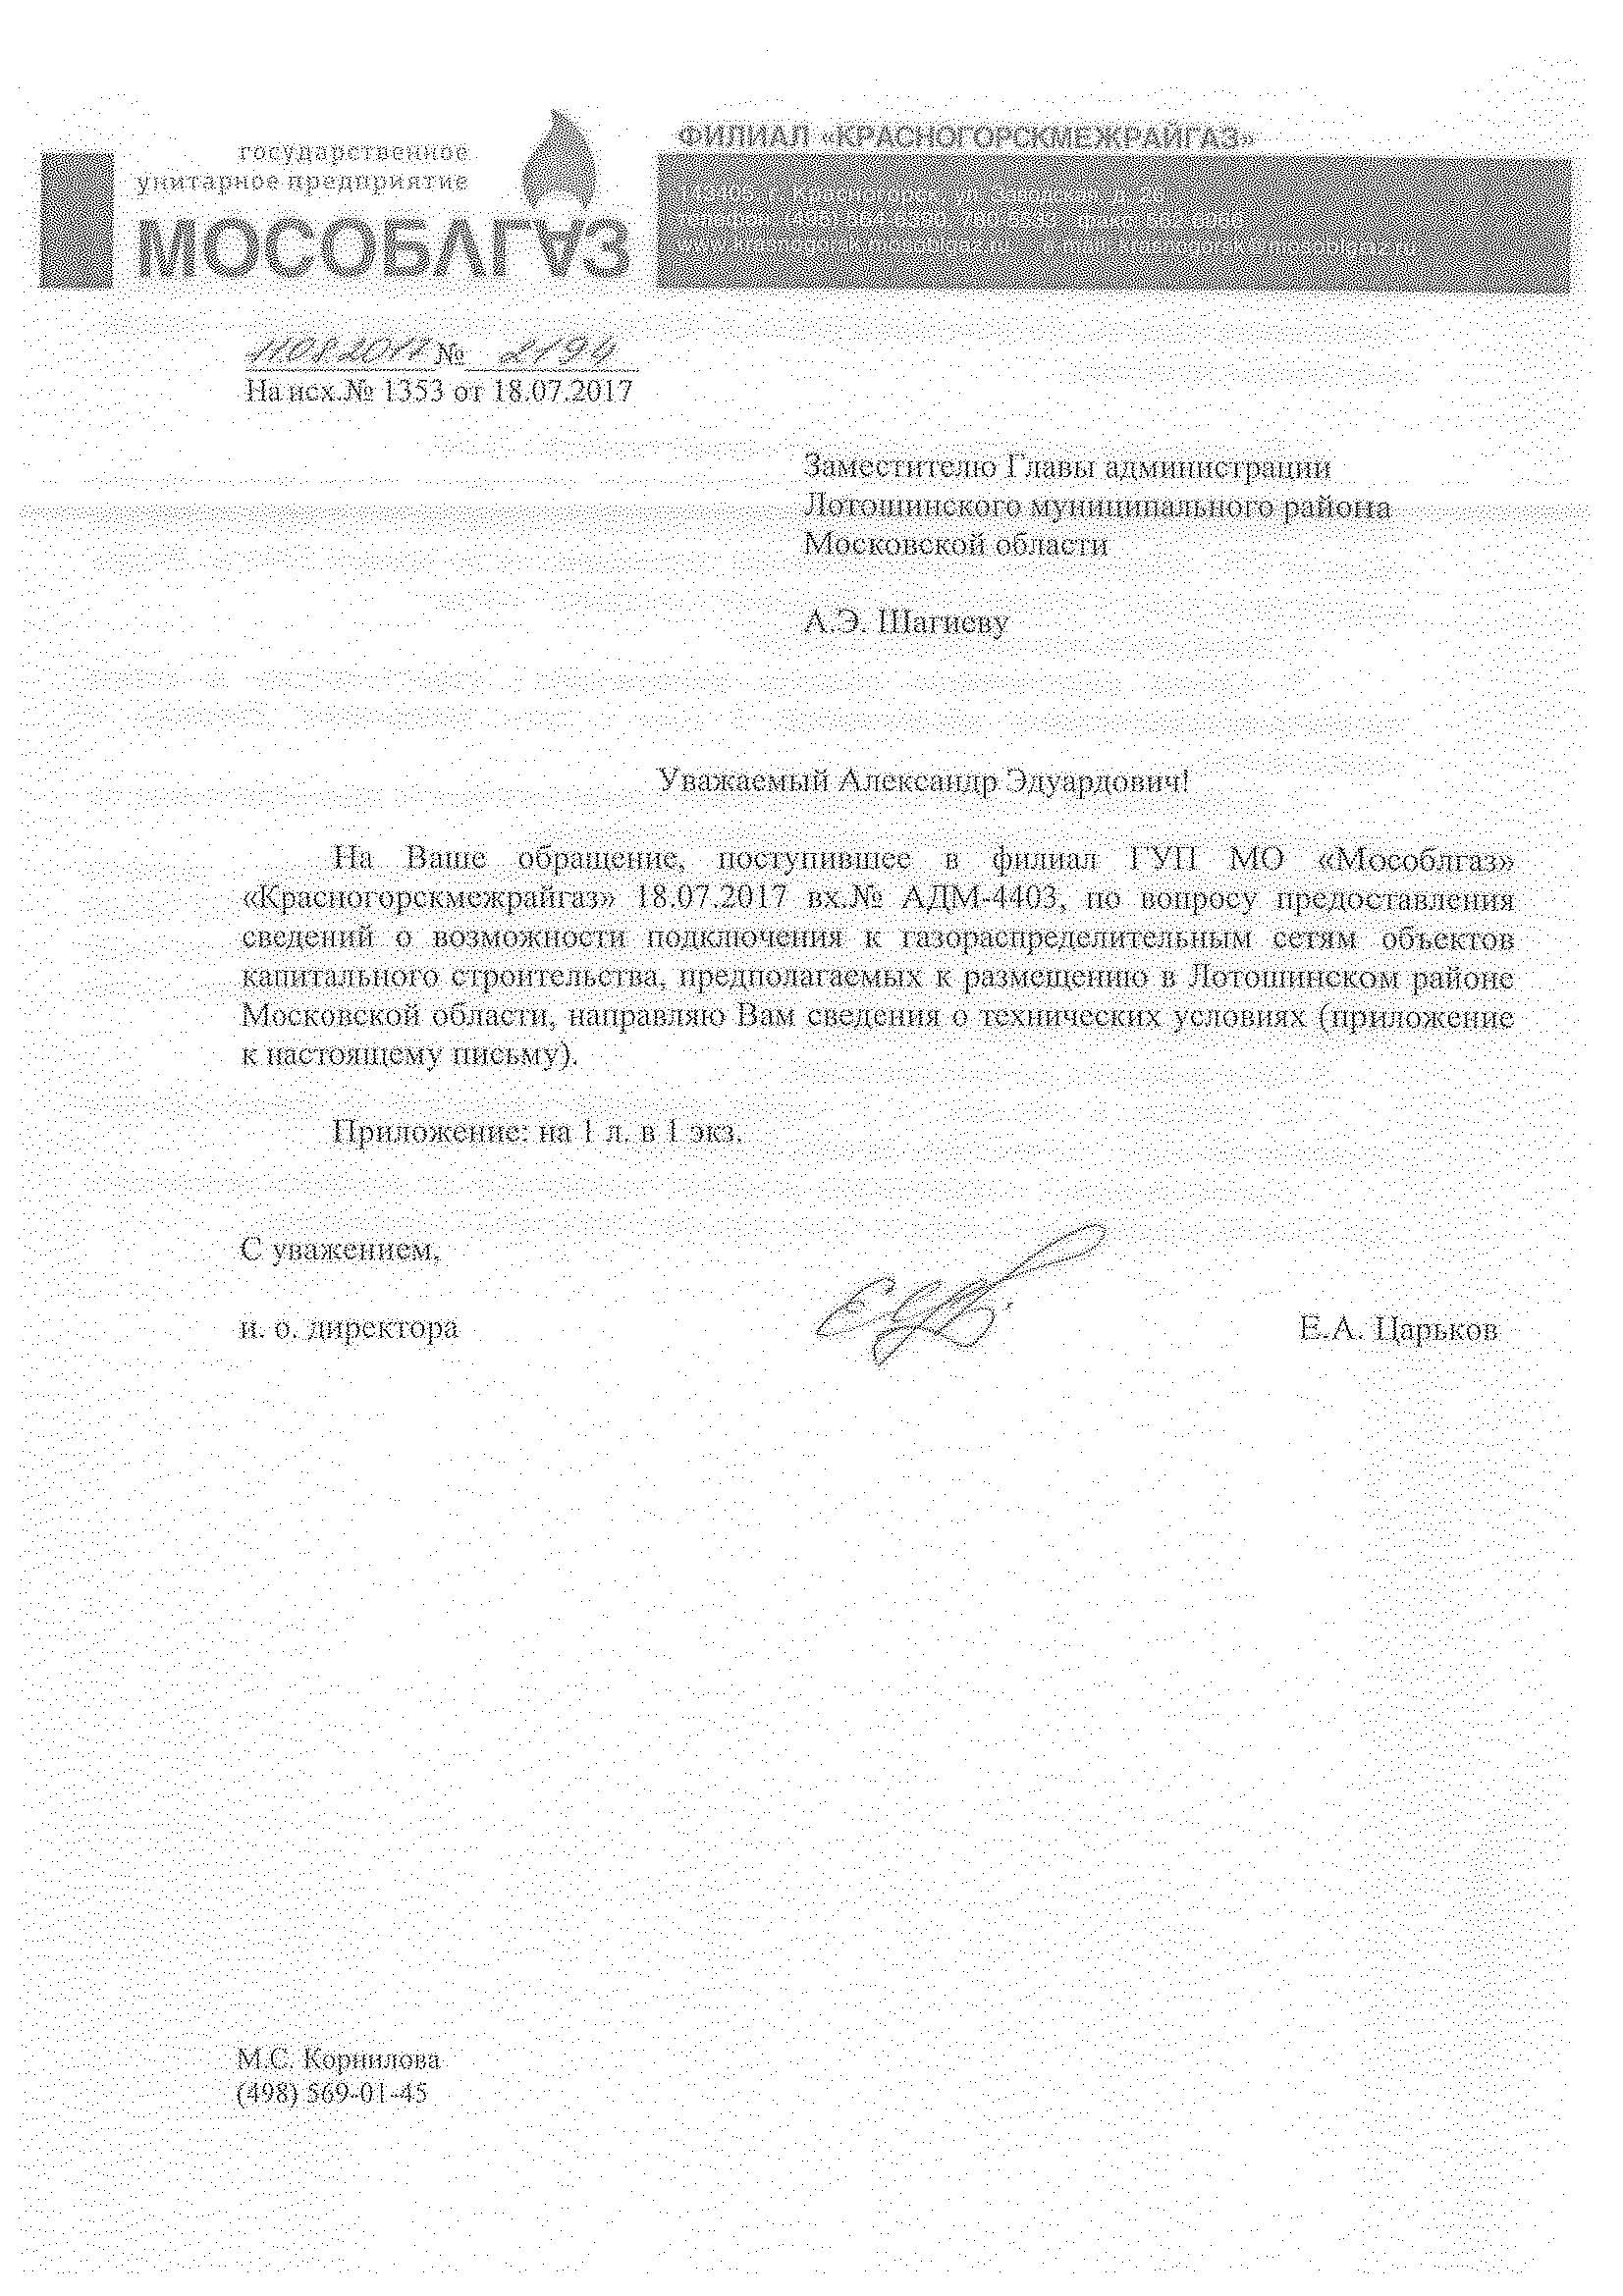 государственное
унитарное предприятие
МОСОБЛГАЗ
ФИЛИАЛ «КРАСНОГОРСКМЕЖРАЙГАЗ»
11.08.2017 № 2194
На исх.№ 1353 от 18.07.2017
Заместителю Главы администрации
Лотошинского муниципального района
Московской области
А.Э. Шагиеву
Уважаемый Александр Эдуардович!
На Ваше обращение, поступившее в филиал ГУП МО «Мособлгаз»
«Красногорскмежрайгаз» 18.07.2017 вх.№ АДМ-4403, по вопросу предоставления
сведений о возможности подключения к газораспределительным сетям объектов
капитального строительства, предполагаемых к размещению в Лотошинском районе
Московской области, направляю Вам сведения о технических условиях (приложение
к настоящему письму).
Приложение: на 1 л. в 1 экз.
С уважением,
и. о. директора
Е.А. Царьков
М.С. Корнилова
(498) 569-01-45